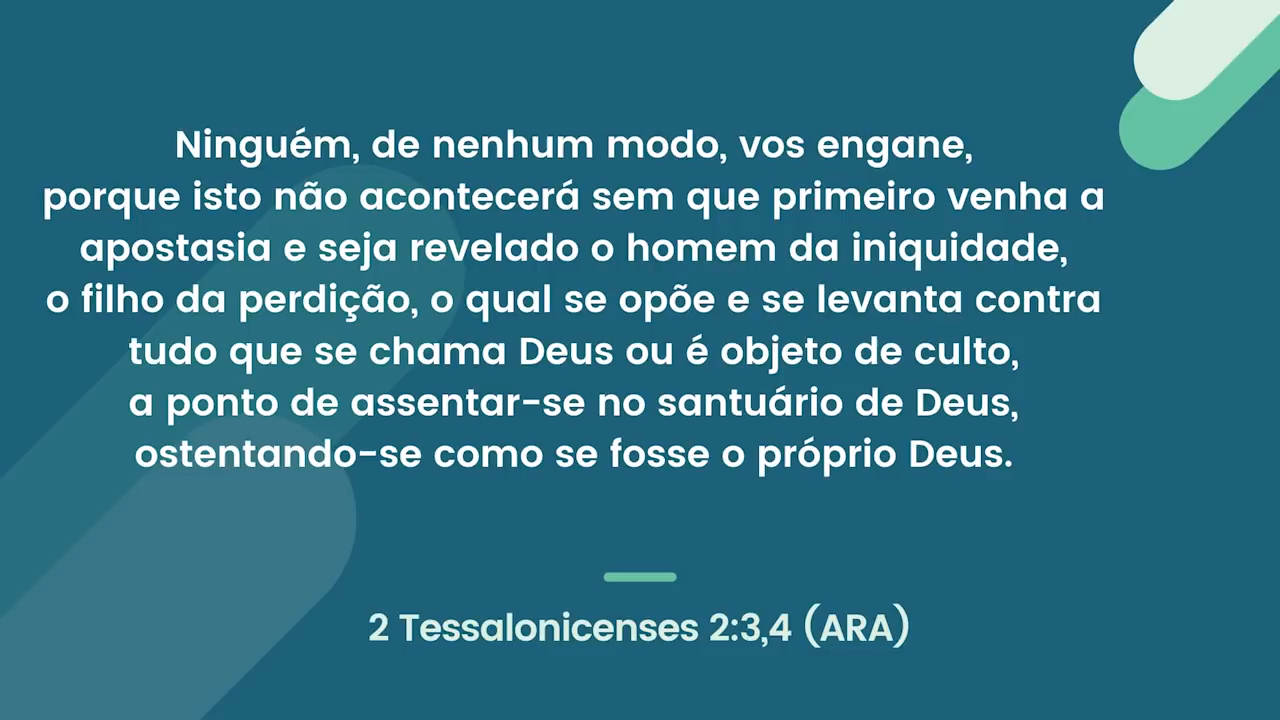 Ninguém, de nenhum modo, vos engane,
porque isto não acontecerá sem que primeiro venha a
apostasia e seja revelado o homem da iniquidade,
o filho da perdição, o qual se opõe e se levanta contra
tudo que se chama Deus ou é objeto de culto,
a ponto de assentar-se no santuário de Deus,
ostentando-se como se fosse o próprio Deus.
2 Tessalonicenses 2:3,4 (ARA)